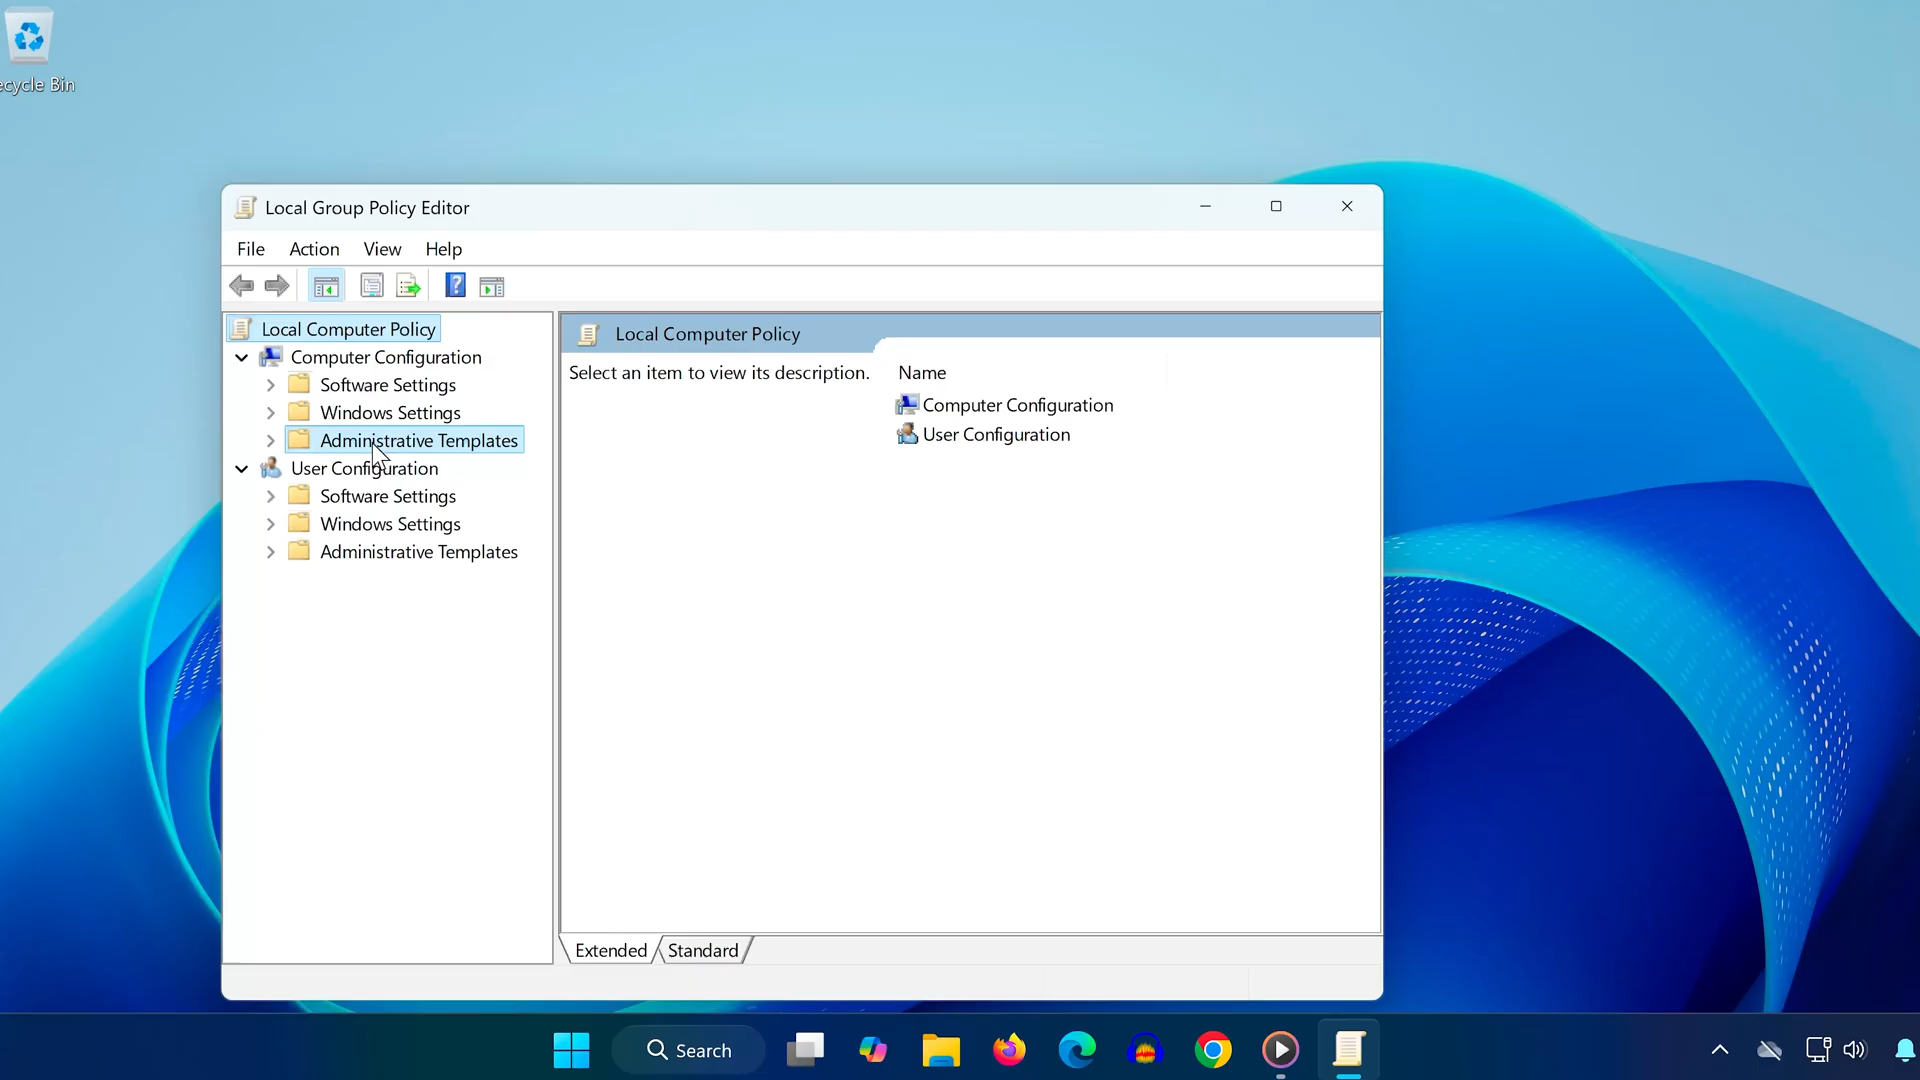 ecycle Bin
Local Group Policy Editor
File Action View Help
Local Computer Policy
Computer Configuration
Software Settings
Windows Settings
Administrative Templates
User Configuration
Software Settings
Windows Settings
Administrative Templates
Local Computer Policy
Select an item to view its description.
Name
Computer Configuration
User Configuration
Extended Standard
Search